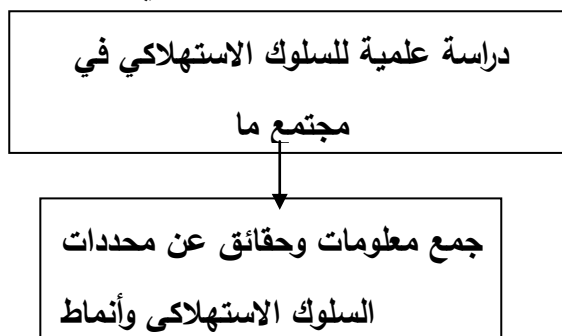 دراسة علمية للسلوك الاستهلاكي في
مجتمع ما
جمع معلومات وحقائق عن محددات
السلوك الاستهلاكي وأنماط